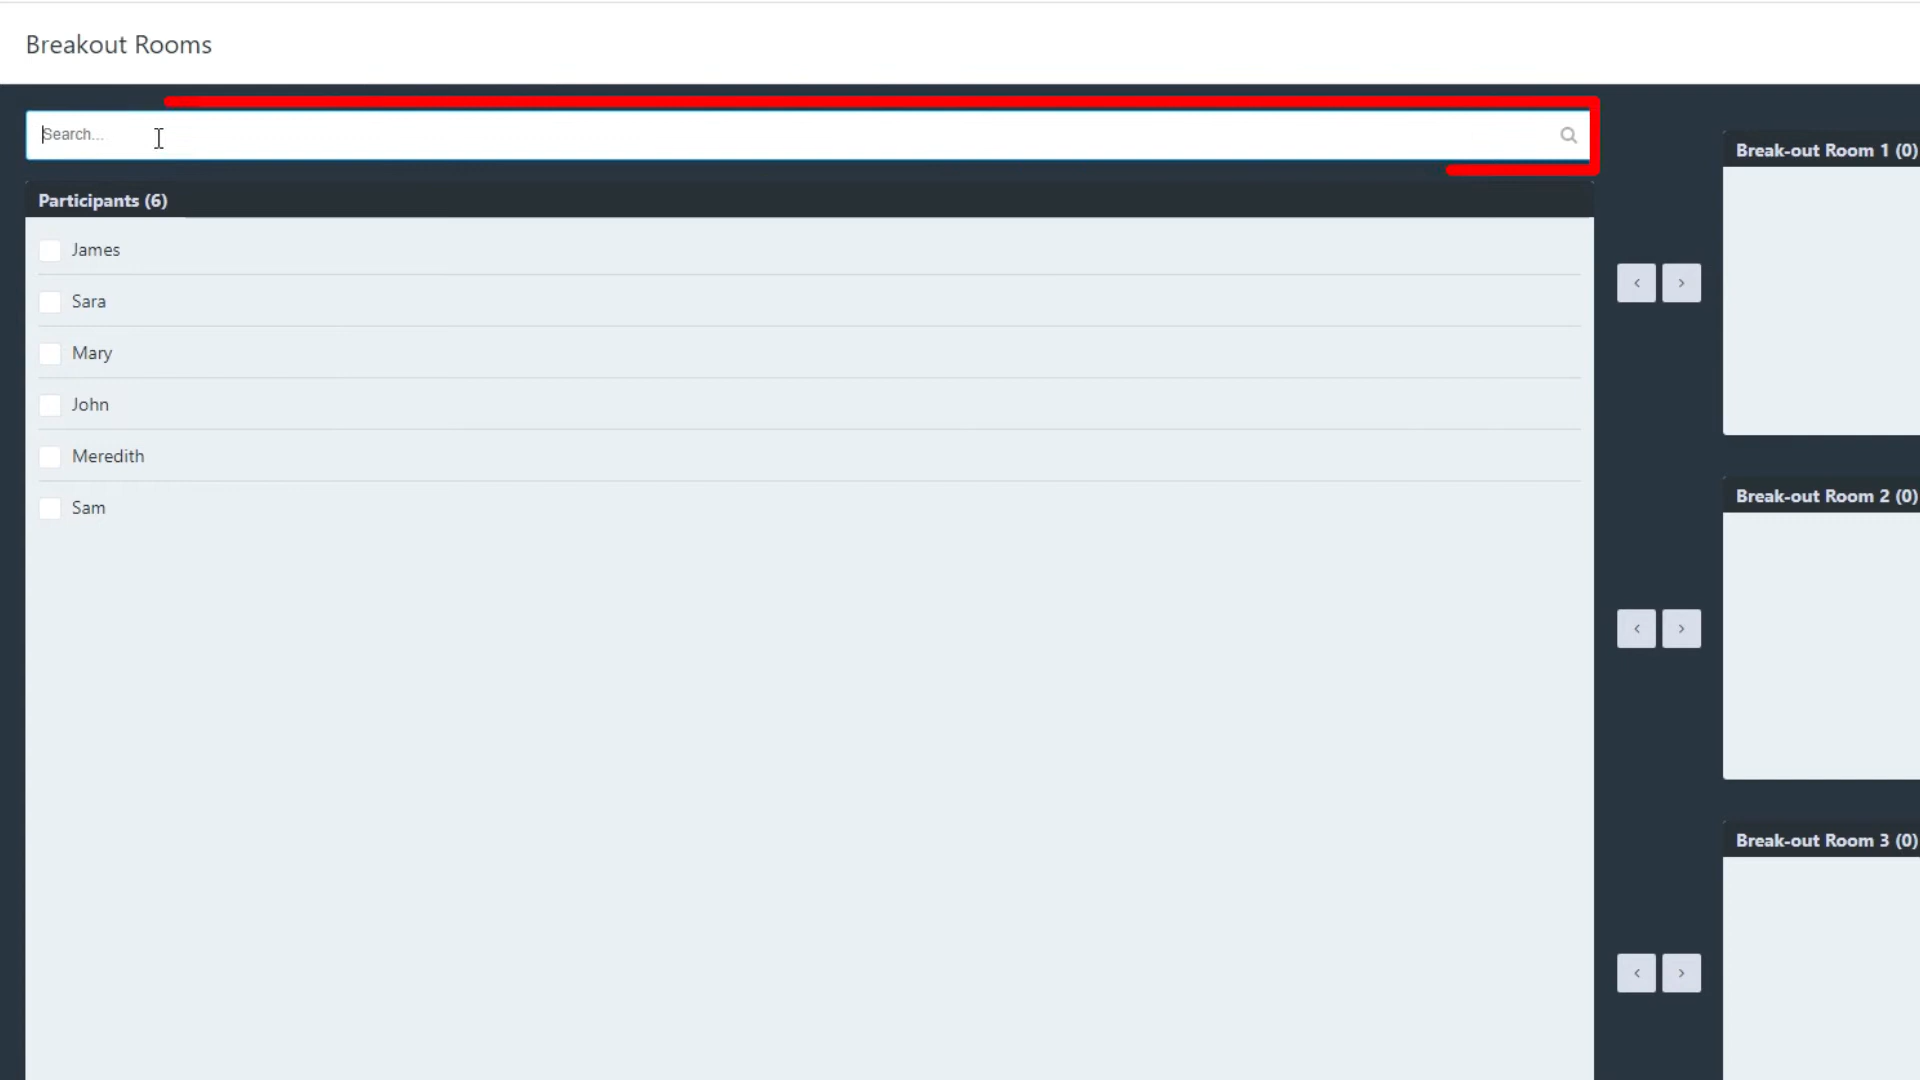 Breakout Rooms
Search...
Participants (6)
James
Sara
Mary
John
Meredith
Sam
Break-out Room 1 (0)
Break-out Room 2 (0)
Break-out Room 3 (0)